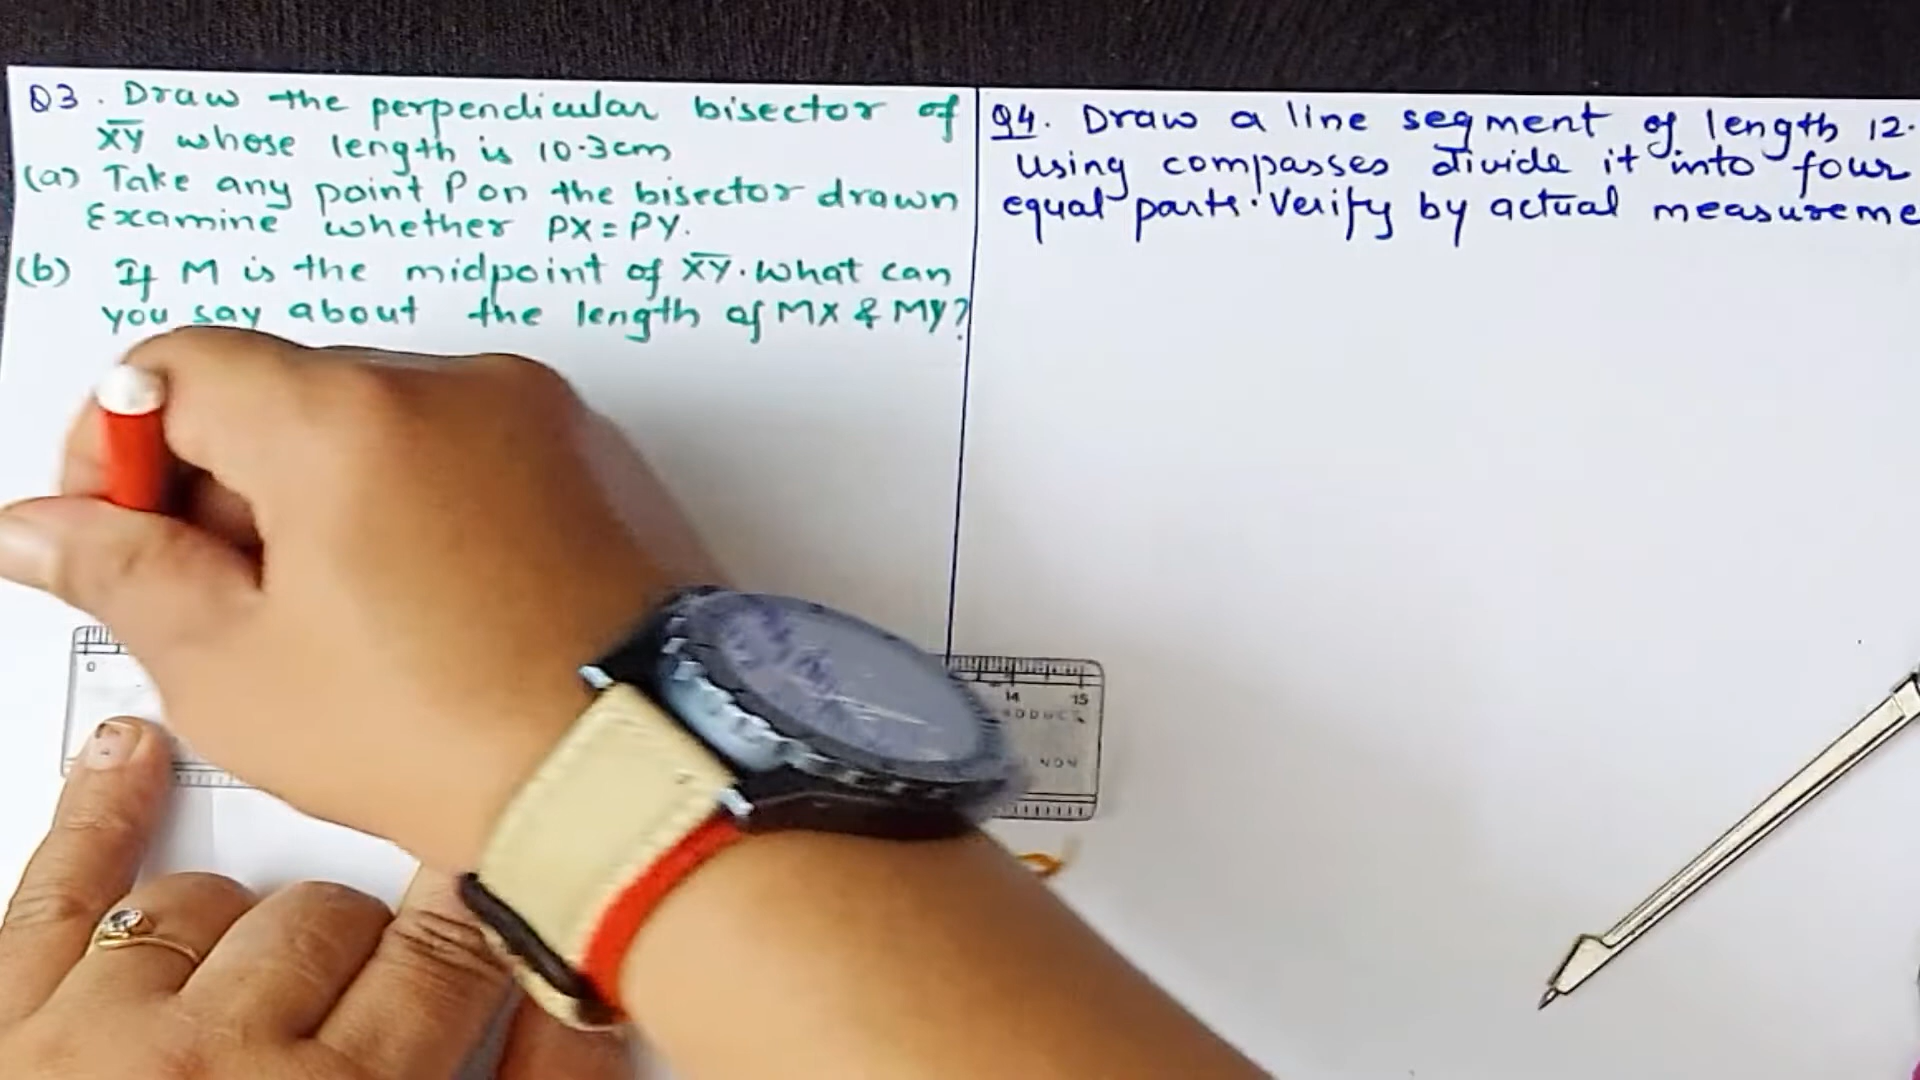 Q3. Draw the perpendicular bisector of
XY whose length is 10.3cm
(a) Take any point P on the bisector drawn
Examine whether PX = PY.
(b) If M is the midpoint of XY. What can
you say about the length of MX & MY?
Q4. Draw a line segment of length 12.
Using compasses divide it into four
equal parts. Verify by actual measureme
0
14 15